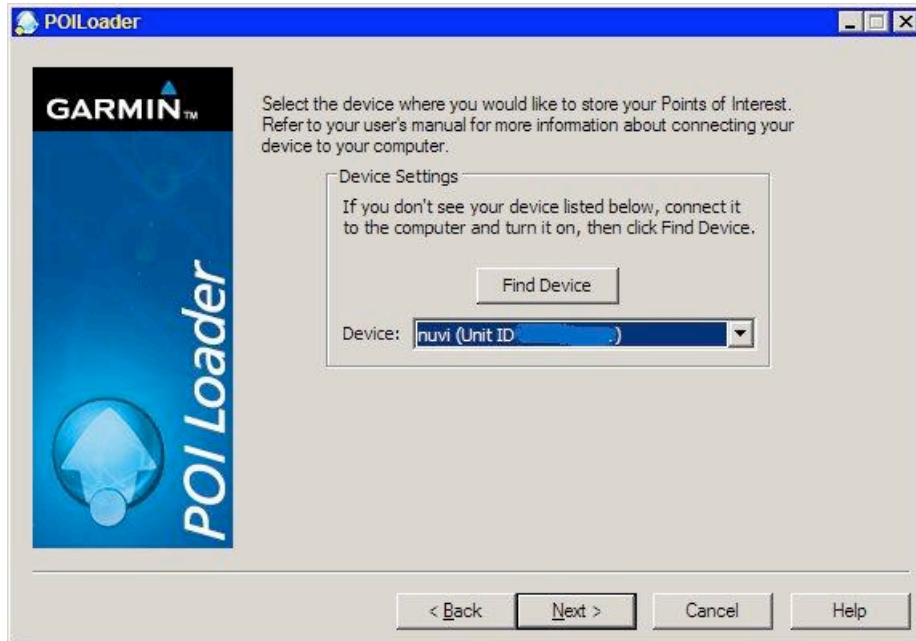 POILoader
GARMIN™
POI Loader
Select the device where you would like to store your Points of Interest.
Refer to your user's manual for more information about connecting your
device to your computer.
Device Settings
If you don't see your device listed below, connect it
to the computer and turn it on, then click Find Device.
Find Device
Device: nuvi (Unit ID .)
< Back Next > Cancel Help